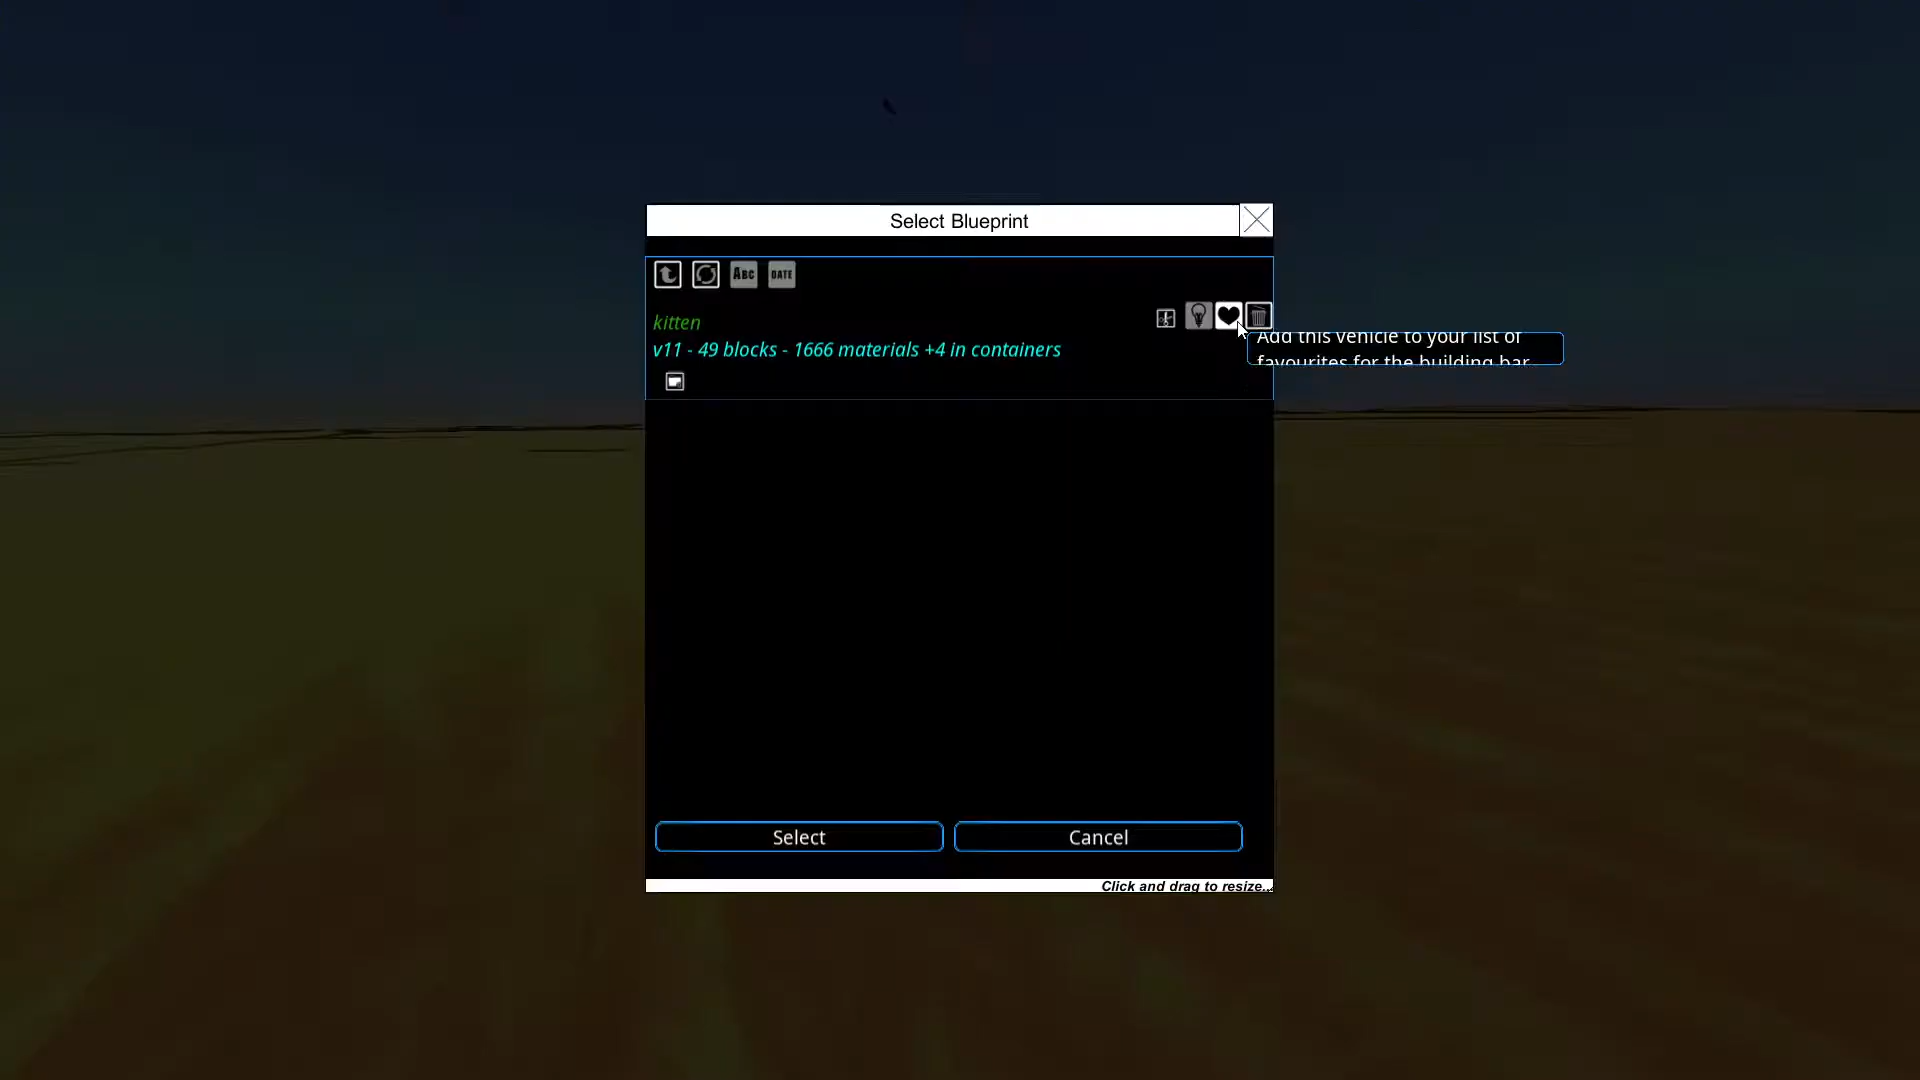 Select Blueprint
ABC DATE
kitten
Add this vehicle to your list of
favourites for the building bar
v11 - 49 blocks - 1666 materials +4 in containers
Select Cancel
Click and drag to resize...